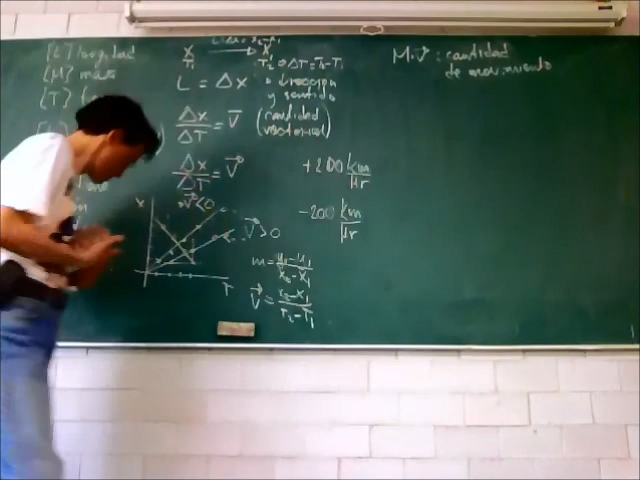 [L] longitud
[M] masa
[T]
X X
T₁ T₂ ⇒ ΔT = T₂ - T₁
L = Δx
dirección
y sentido
Δx/ΔT = V⃗ (cantidad vectorial)
Δx/ΔT = V⃗
+200 km/Hr
-200 km/Hr
X V⃗<0
V⃗>0
T
m = y₂-y₁/x₂-x₁
V⃗ = x₂-x₁/T₂-T₁
M·V⃗ : cantidad
de movimiento